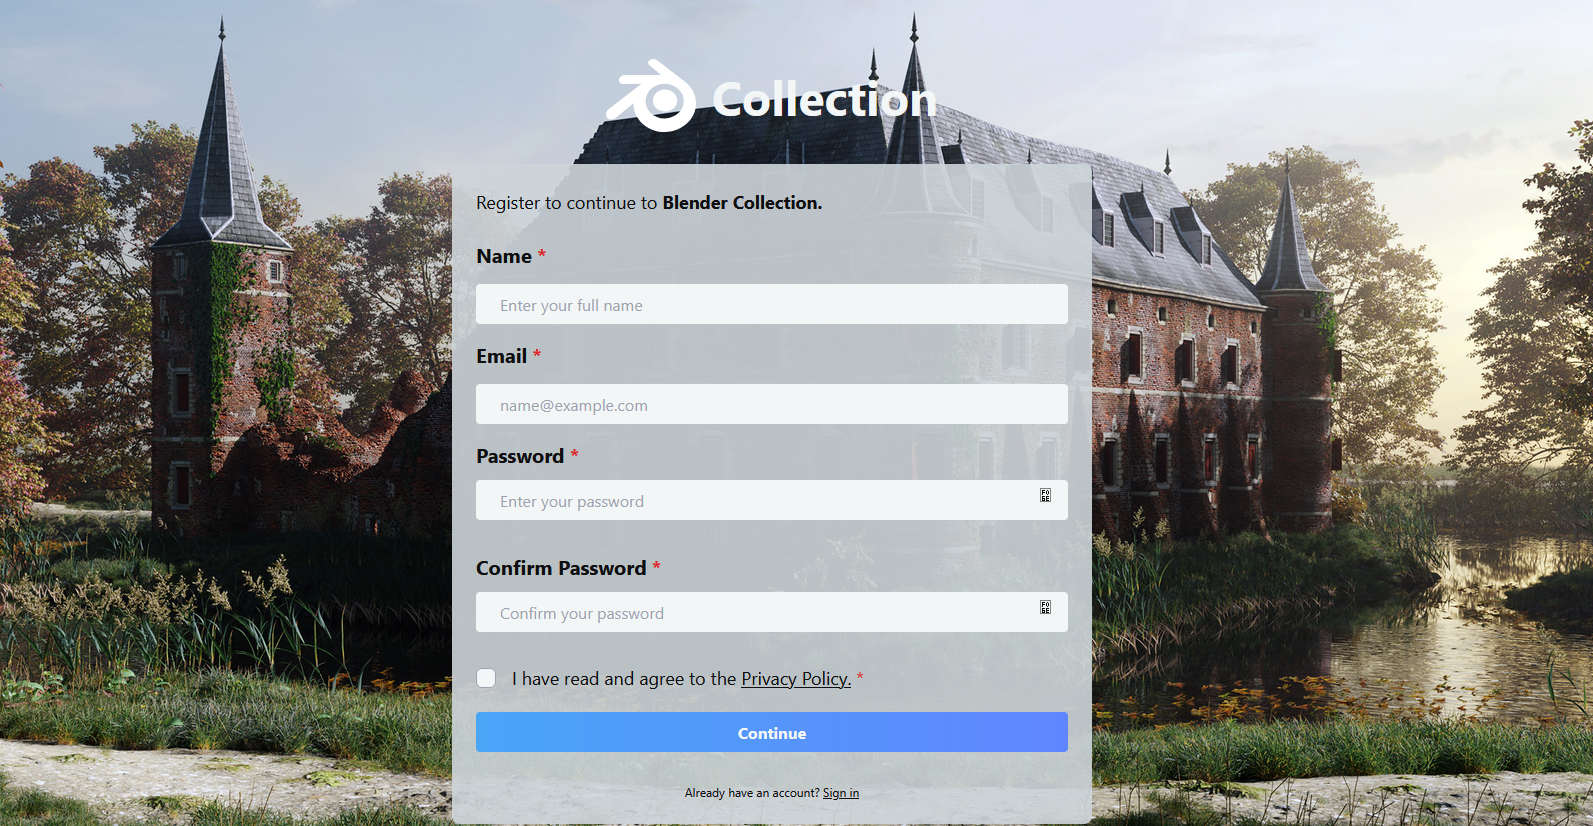 Collection
Register to continue to Blender Collection.
Name *
Enter your full name
Email *
name@example.com
Password *
Enter your password
Confirm Password *
Confirm your password
I have read and agree to the Privacy Policy. *
Continue
Already have an account? Sign in